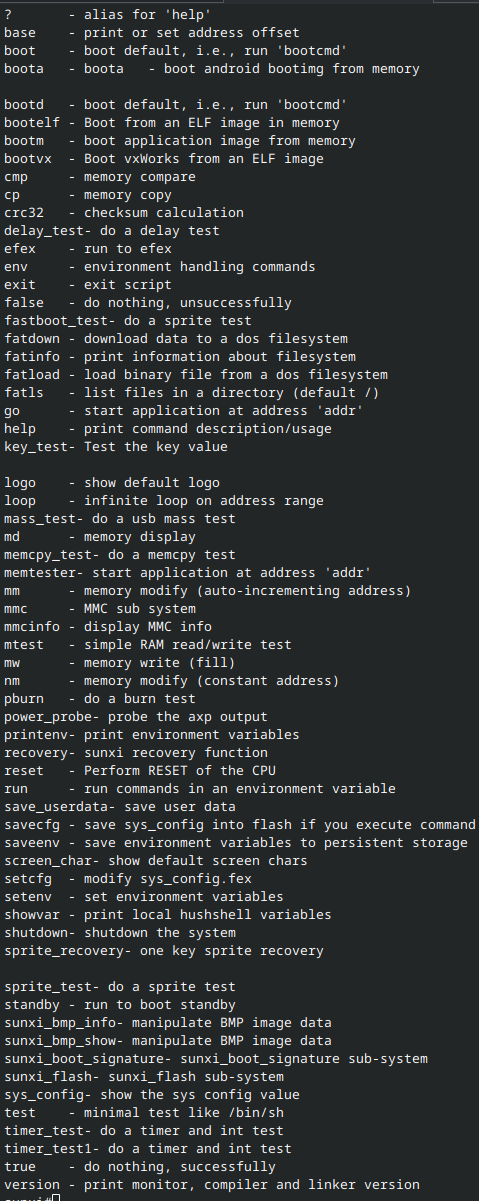 ?       - alias for 'help'
base    - print or set address offset
boot    - boot default, i.e., run 'bootcmd'
boota   - boota   - boot android bootimg from memory

bootd   - boot default, i.e., run 'bootcmd'
bootelf - Boot from an ELF image in memory
bootm   - boot application image from memory
bootvx  - Boot vxWorks from an ELF image
cmp     - memory compare
cp      - memory copy
crc32   - checksum calculation
delay_test- do a delay test
efex    - run to efex
env     - environment handling commands
exit    - exit script
false   - do nothing, unsuccessfully
fastboot_test- do a sprite test
fatdown - download data to a dos filesystem
fatinfo - print information about filesystem
fatload - load binary file from a dos filesystem
fatls   - list files in a directory (default /)
go      - start application at address 'addr'
help    - print command description/usage
key_test- Test the key value

logo    - show default logo
loop    - infinite loop on address range
mass_test- do a usb mass test
md      - memory display
memcpy_test- do a memcpy test
memtester- start application at address 'addr'
mm      - memory modify (auto-incrementing address)
mmc     - MMC sub system
mmcinfo - display MMC info
mtest   - simple RAM read/write test
mw      - memory write (fill)
nm      - memory modify (constant address)
pburn   - do a burn test
power_probe- probe the axp output
printenv- print environment variables
recovery- sunxi recovery function
reset   - Perform RESET of the CPU
run     - run commands in an environment variable
save_userdata- save user data
savecfg - save sys_config into flash if you execute command
saveenv - save environment variables to persistent storage
screen_char- show default screen chars
setcfg  - modify sys_config.fex
setenv  - set environment variables
showvar - print local hushshell variables
shutdown- shutdown the system
sprite_recovery- one key sprite recovery

sprite_test- do a sprite test
standby - run to boot standby
sunxi_bmp_info- manipulate BMP image data
sunxi_bmp_show- manipulate BMP image data
sunxi_boot_signature- sunxi_boot_signature sub-system
sunxi_flash- sunxi_flash sub-system
sys_config- show the sys config value
test    - minimal test like /bin/sh
timer_test- do a timer and int test
timer_test1- do a timer and int test
true    - do nothing, successfully
version - print monitor, compiler and linker version
sunxi#